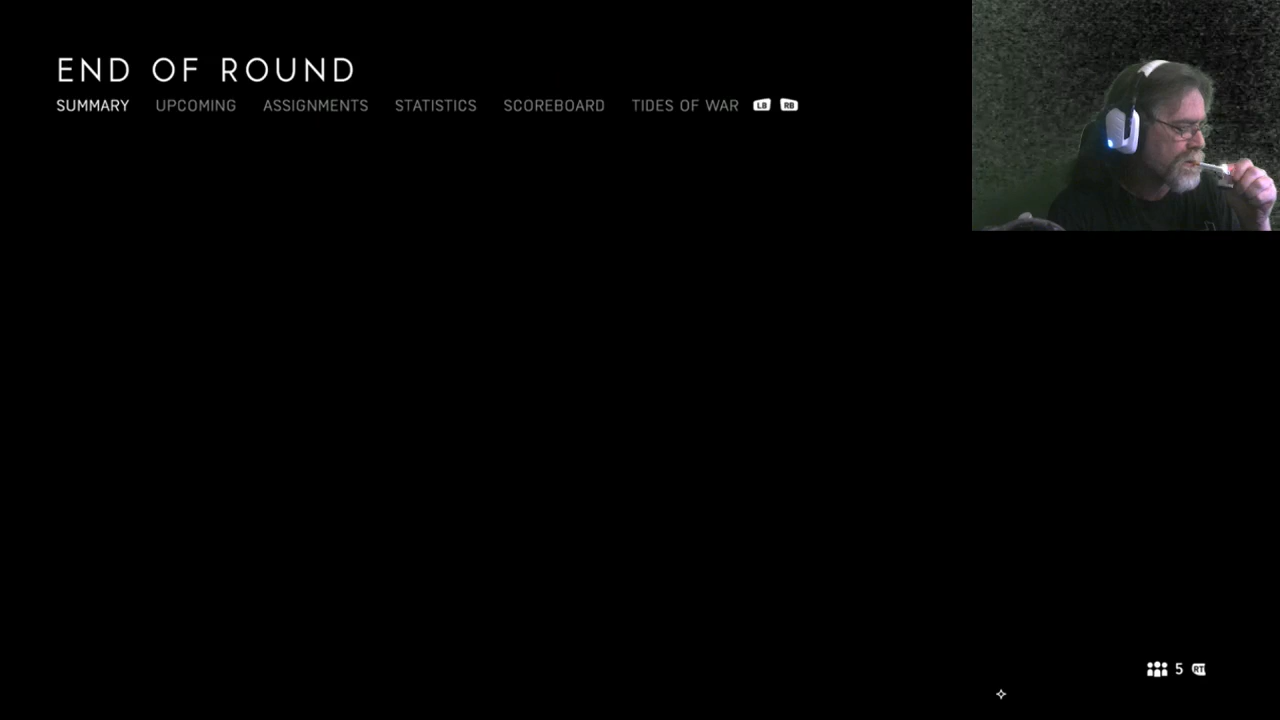 END OF ROUND
SUMMARY UPCOMING ASSIGNMENTS STATISTICS SCOREBOARD TIDES OF WAR LB RB
5 RT